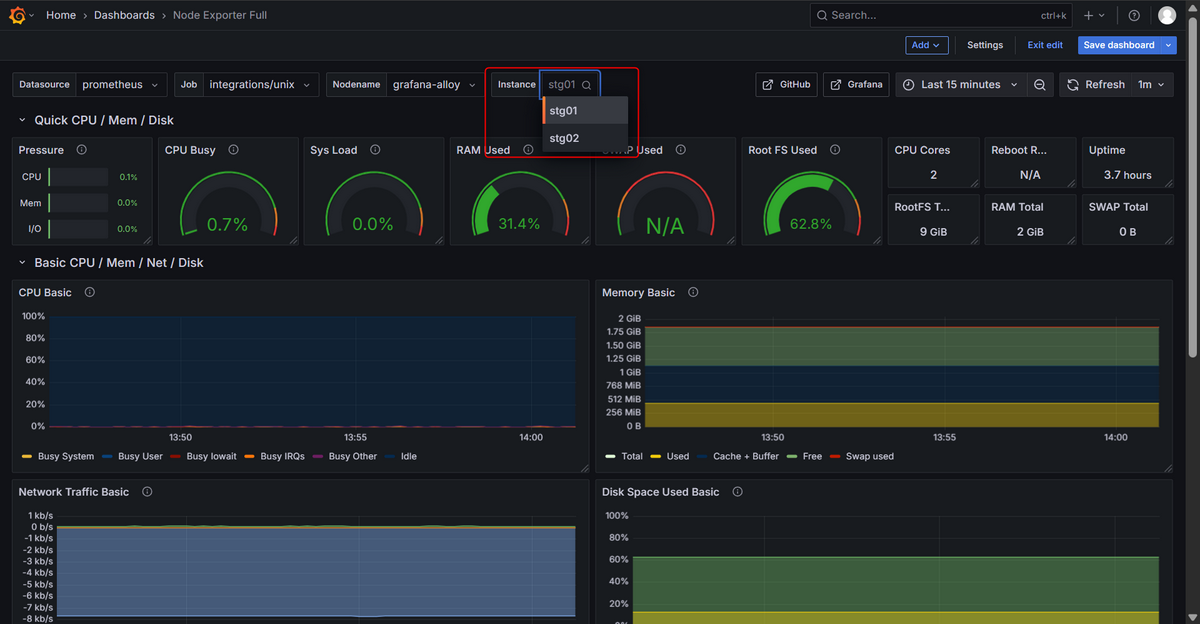 Home › Dashboards › Node Exporter Full
Search... ctrl+k
Add Settings Exit edit Save dashboard
Datasource prometheus Job integrations/unix Nodename grafana-alloy Instance stg01 GitHub Grafana Last 15 minutes Refresh 1m
stg01
stg02
Quick CPU / Mem / Disk
Pressure
CPU 0.1%
Mem 0.0%
I/O 0.0%
CPU Busy
0.7%
Sys Load
0.0%
RAM Used
31.4%
Used
N/A
Root FS Used
62.8%
CPU Cores
2
Reboot R...
N/A
Uptime
3.7 hours
RootFS T...
9 GiB
RAM Total
2 GiB
SWAP Total
0 B
Basic CPU / Mem / Net / Disk
CPU Basic
100%
80%
60%
40%
20%
0%
13:50 13:55 14:00
Busy System Busy User Busy Iowait Busy IRQs Busy Other Idle
Memory Basic
2 GiB
1.75 GiB
1.50 GiB
1.25 GiB
1 GiB
768 MiB
512 MiB
256 MiB
0 B
13:50 13:55 14:00
Total Used Cache + Buffer Free Swap used
Network Traffic Basic
1 kb/s
0 b/s
-1 kb/s
-2 kb/s
-3 kb/s
-4 kb/s
-5 kb/s
-6 kb/s
-7 kb/s
-8 kb/s
Disk Space Used Basic
100%
80%
60%
40%
20%